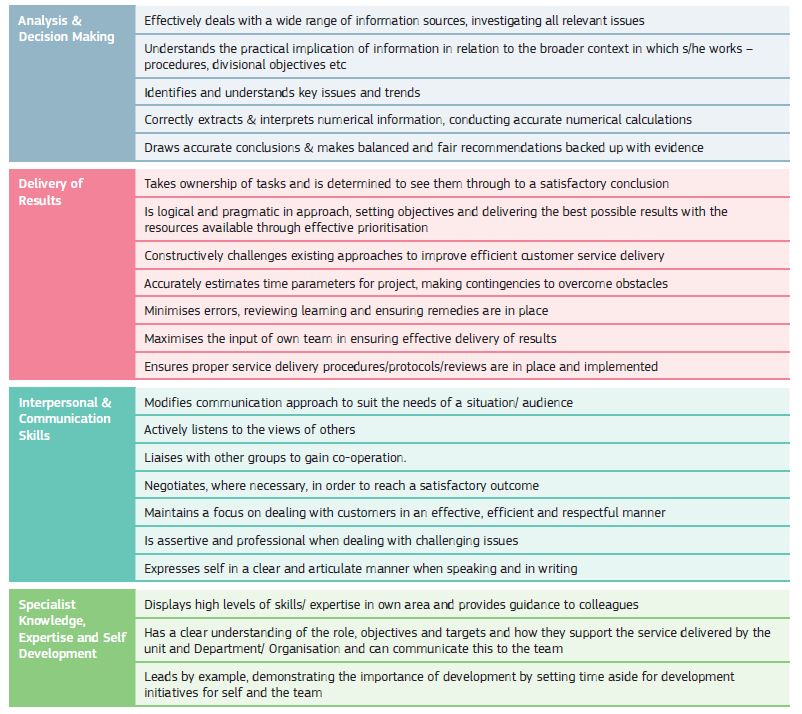 Analysis &
Decision Making
Effectively deals with a wide range of information sources, investigating all relevant issues
Understands the practical implication of information in relation to the broader context in which s/he works –
procedures, divisional objectives etc
Identifies and understands key issues and trends
Correctly extracts & interprets numerical information, conducting accurate numerical calculations
Draws accurate conclusions & makes balanced and fair recommendations backed up with evidence
Delivery of
Results
Takes ownership of tasks and is determined to see them through to a satisfactory conclusion
Is logical and pragmatic in approach, setting objectives and delivering the best possible results with the
resources available through effective prioritisation
Constructively challenges existing approaches to improve efficient customer service delivery
Accurately estimates time parameters for project, making contingencies to overcome obstacles
Minimises errors, reviewing learning and ensuring remedies are in place
Maximises the input of own team in ensuring effective delivery of results
Ensures proper service delivery procedures/protocols/reviews are in place and implemented
Interpersonal &
Communication
Skills
Modifies communication approach to suit the needs of a situation/ audience
Actively listens to the views of others
Liaises with other groups to gain co-operation.
Negotiates, where necessary, in order to reach a satisfactory outcome
Maintains a focus on dealing with customers in an effective, efficient and respectful manner
Is assertive and professional when dealing with challenging issues
Expresses self in a clear and articulate manner when speaking and in writing
Specialist
Knowledge,
Expertise and Self
Development
Displays high levels of skills/ expertise in own area and provides guidance to colleagues
Has a clear understanding of the role, objectives and targets and how they support the service delivered by the
unit and Department/ Organisation and can communicate this to the team
Leads by example, demonstrating the importance of development by setting time aside for development
initiatives for self and the team